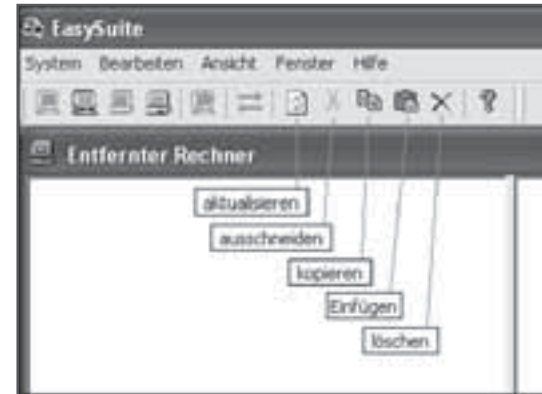 EasySuite
System Bearbeiten Ansicht Fenster Hilfe
Entfernter Rechner
aktualisieren
ausschneiden
kopieren
Einfügen
löschen